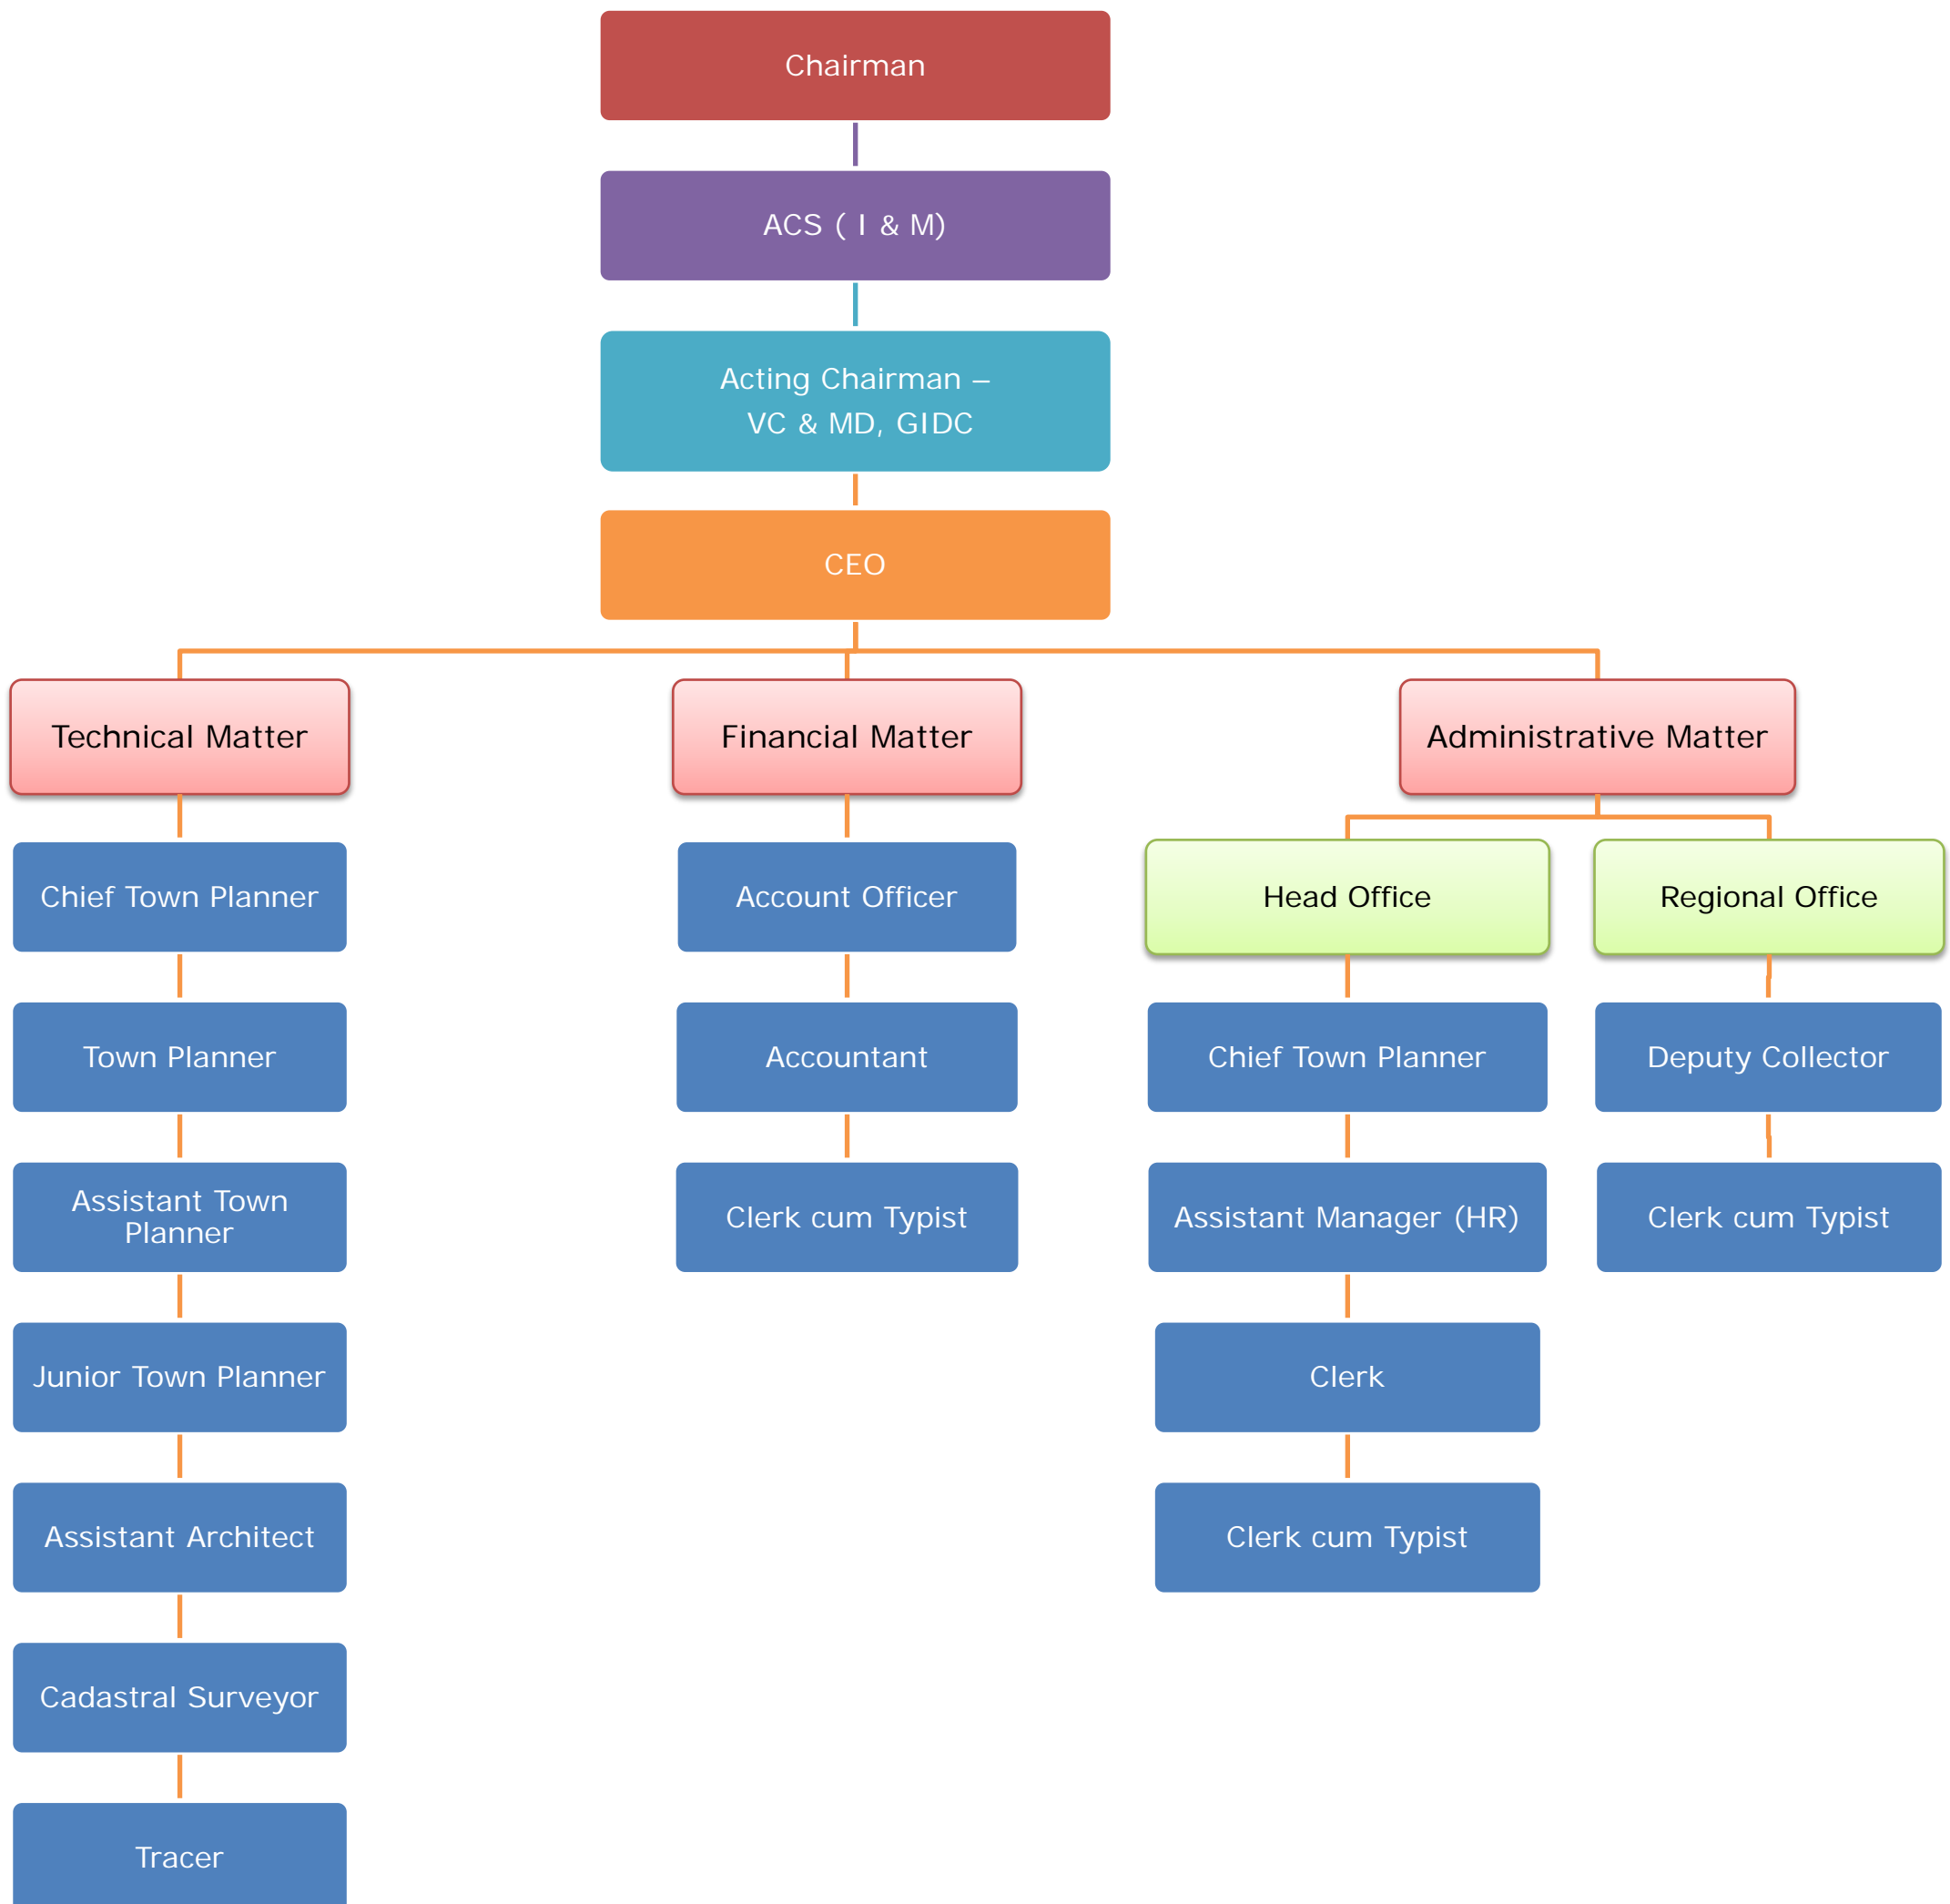 Chairman
ACS ( I & M)
Acting Chairman –
VC & MD, GIDC
CEO
Technical Matter
Financial Matter
Administrative Matter
Chief Town Planner
Account Officer
Head Office
Regional Office
Town Planner
Accountant
Chief Town Planner
Deputy Collector
Assistant Town
Planner
Clerk cum Typist
Assistant Manager (HR)
Clerk cum Typist
Junior Town Planner
Clerk
Assistant Architect
Clerk cum Typist
Cadastral Surveyor
Tracer